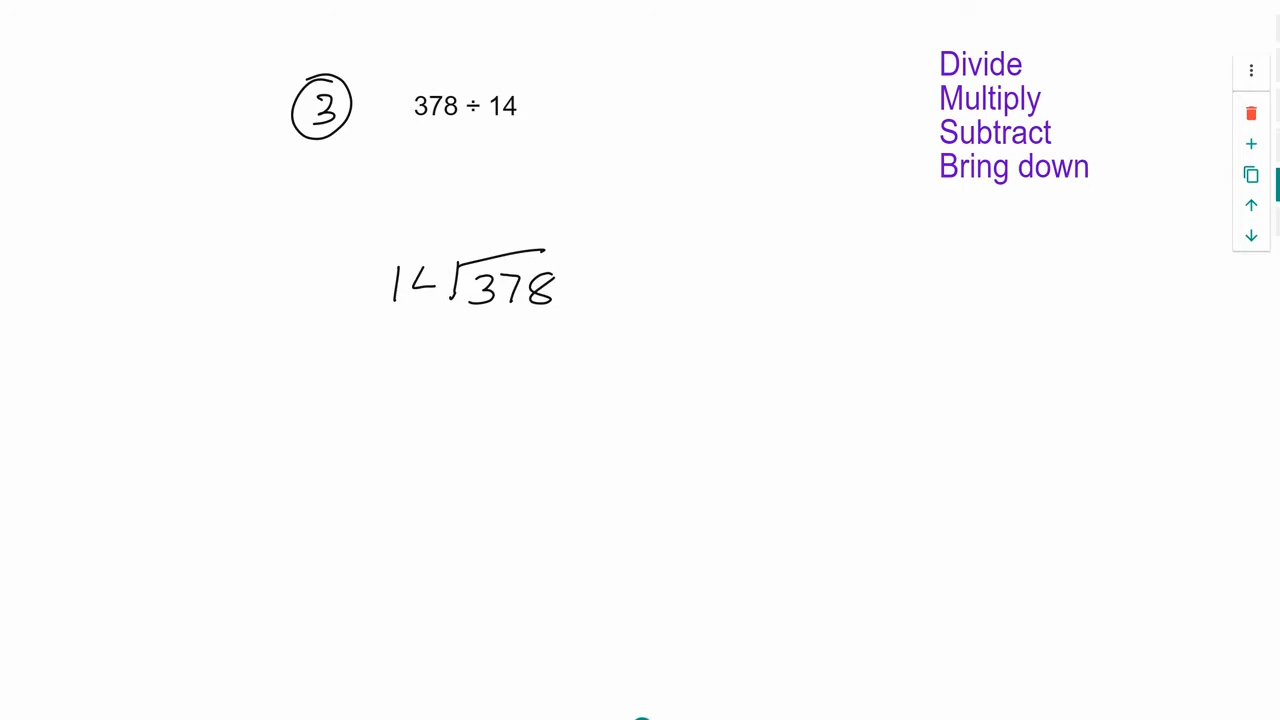 3 378 ÷ 14
Divide
Multiply
Subtract
Bring down
14 378